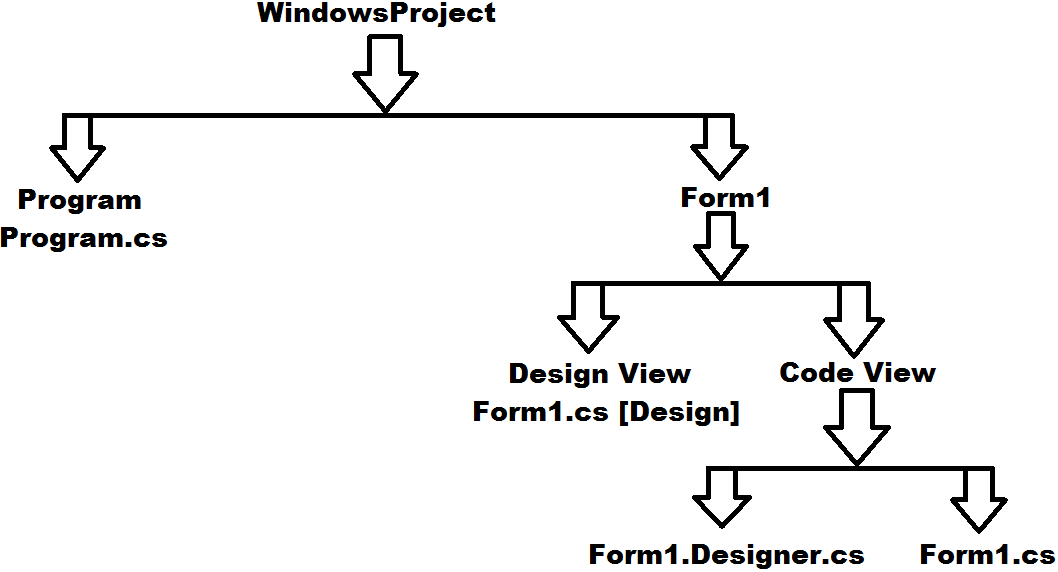 WindowsProject
Program
Program.cs
Form1
Design View
Form1.cs [Design]
Code View
Form1.Designer.cs
Form1.cs